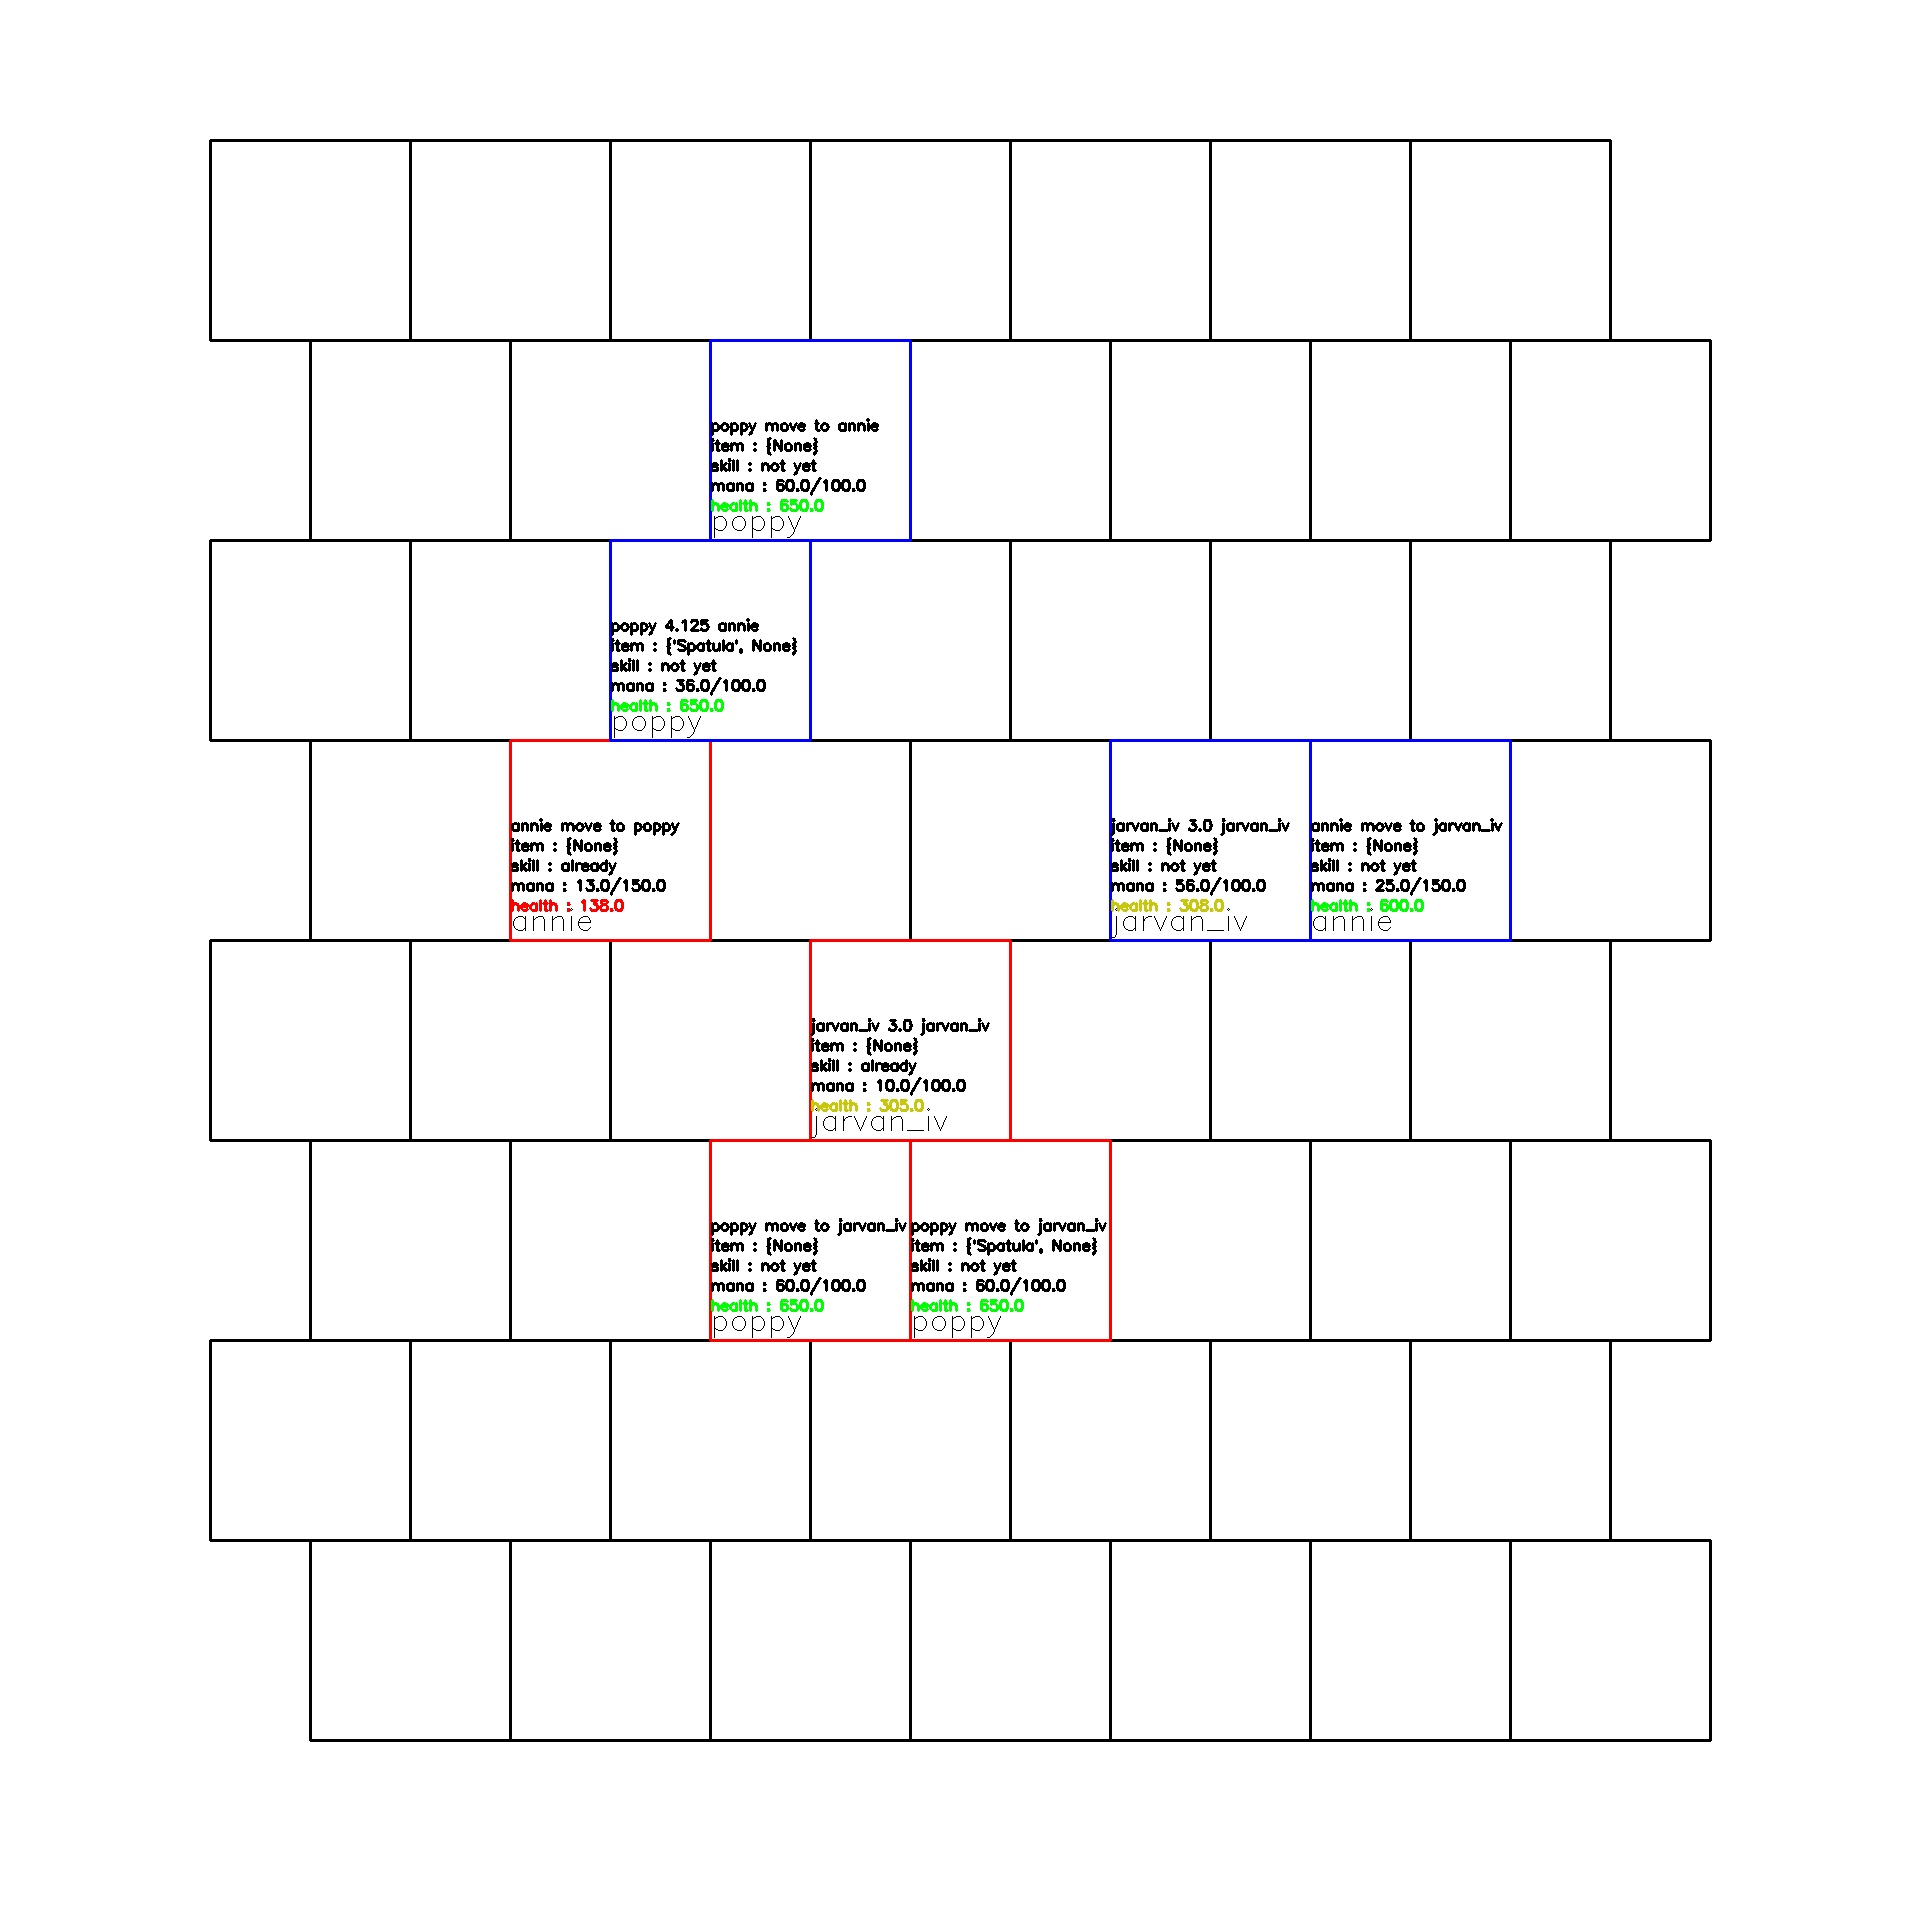 poppy move to annie
item : {None}
skill : not yet
mana : 60.0/100.0
health : 650.0
poppy
poppy 4.125 annie
item : {'Spatula', None}
skill : not yet
mana : 36.0/100.0
health : 650.0
poppy
annie move to poppy
item : {None}
skill : already
mana : 13.0/150.0
health : 138.0
annie
jarvan_iv 3.0 jarvan_iv
item : {None}
skill : not yet
mana : 56.0/100.0
health : 308.0
jarvan_iv
annie move to jarvan_iv
item : {None}
skill : not yet
mana : 25.0/150.0
health : 600.0
annie
jarvan_iv 3.0 jarvan_iv
item : {None}
skill : already
mana : 10.0/100.0
health : 305.0
jarvan_iv
poppy move to jarvan_iv
item : {None}
skill : not yet
mana : 60.0/100.0
health : 650.0
poppy
poppy move to jarvan_iv
item : {'Spatula', None}
skill : not yet
mana : 60.0/100.0
health : 650.0
poppy